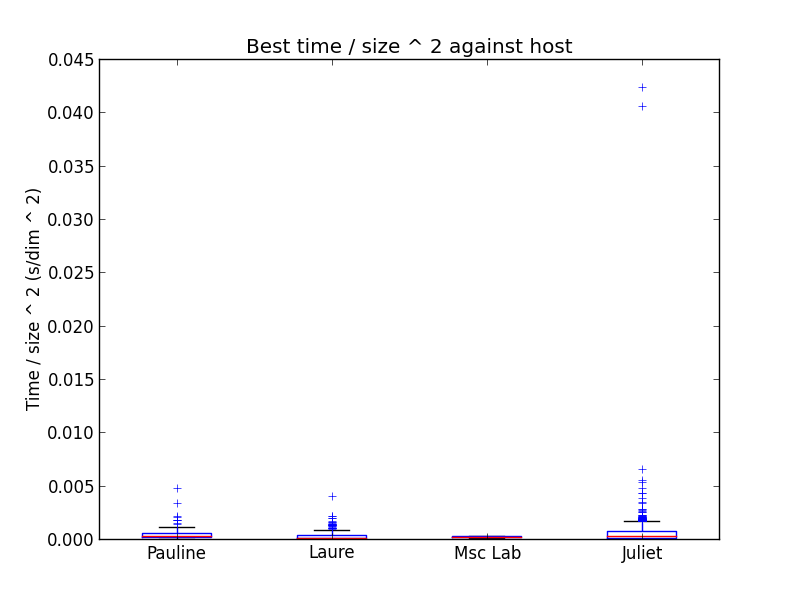 Best time / size ^ 2 against host
0.045
0.040
0.035
0.030
0.025
0.020
0.015
0.010
0.005
0.000
Time / size ^ 2 (s/dim ^ 2)
Pauline
Laure
Msc Lab
Juliet